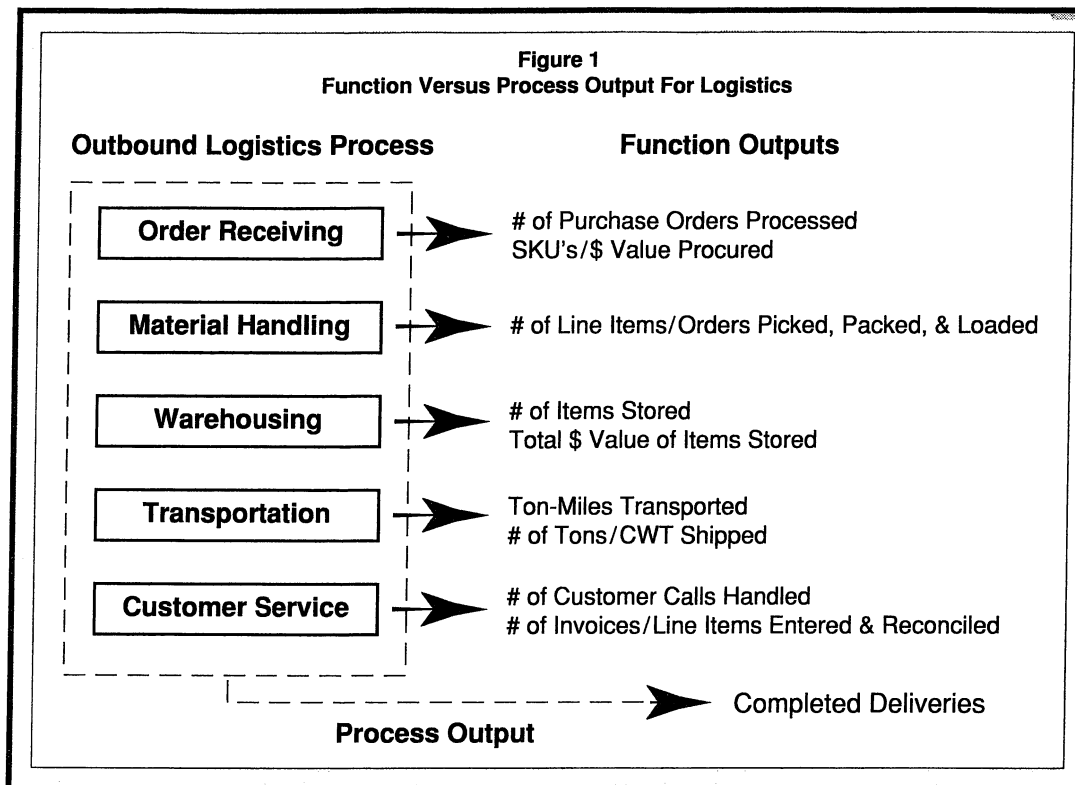 Figure 1
Function Versus Process Output For Logistics
Outbound Logistics Process
Function Outputs
Order Receiving
# of Purchase Orders Processed
SKU's/$ Value Procured
Material Handling
# of Line Items/Orders Picked, Packed, & Loaded
Warehousing
# of Items Stored
Total $ Value of Items Stored
Transportation
Ton-Miles Transported
# of Tons/CWT Shipped
Customer Service
# of Customer Calls Handled
# of Invoices/Line Items Entered & Reconciled
Completed Deliveries
Process Output